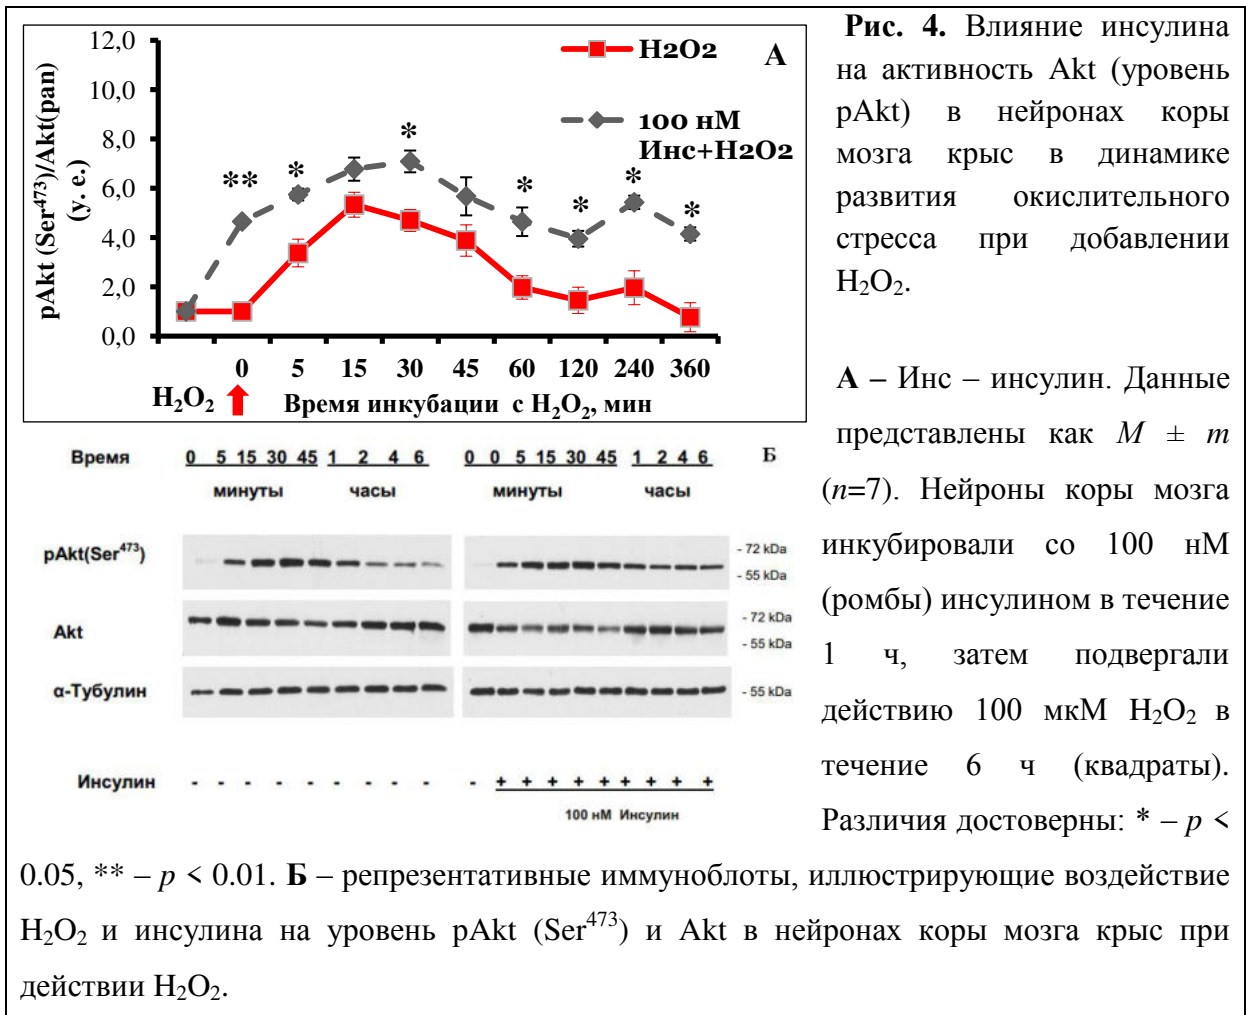 12,0
10,0
8,0
6,0
4,0
2,0
0,0
pAkt (Ser⁴⁷³)/Akt(pan)
(у. е.)
H2O2
А
100 нМ
Инс+H2O2
** * * * * * *
0 5 15 30 45 60 120 240 360
H₂O₂
Время инкубации с H₂O₂, мин
Время 0 5 15 30 45 1 2 4 6 0 0 5 15 30 45 1 2 4 6 Б
минуты часы минуты часы
pAkt(Ser⁴⁷³)
- 72 kDa
- 55 kDa
Akt
- 72 kDa
- 55 kDa
α-Тубулин
- 55 kDa
Инсулин - - - - - - - - - - + + + + + + + + +
100 нМ Инсулин
Рис. 4. Влияние инсулина
на активность Akt (уровень
pAkt) в нейронах коры
мозга крыс в динамике
развития окислительного
стресса при добавлении
H₂O₂.
А – Инс – инсулин. Данные
представлены как M ± m
(n=7). Нейроны коры мозга
инкубировали со 100 нМ
(ромбы) инсулином в течение
1 ч, затем подвергали
действию 100 мкМ H₂O₂ в
течение 6 ч (квадраты).
Различия достоверны: * – p <
0.05, ** – p < 0.01. Б – репрезентативные иммуноблоты, иллюстрирующие воздействие
H₂O₂ и инсулина на уровень pAkt (Ser⁴⁷³) и Akt в нейронах коры мозга крыс при
действии H₂O₂.